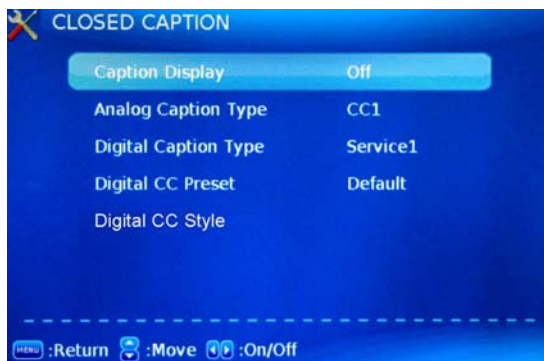 CLOSED CAPTION
Caption Display Off
Analog Caption Type CC1
Digital Caption Type Service1
Digital CC Preset Default
Digital CC Style
MENU :Return :Move :On/Off